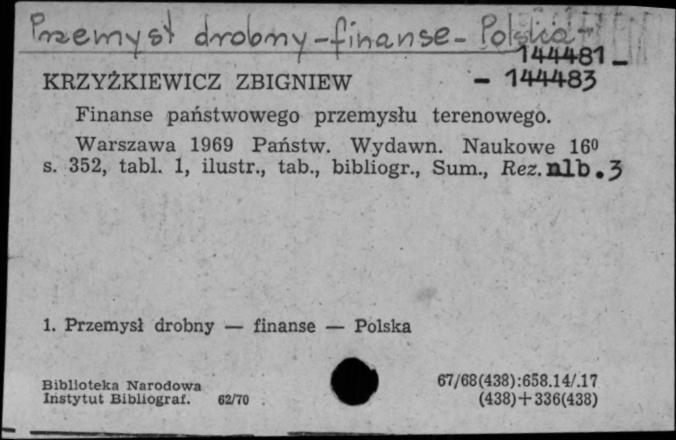 Przemysł drobny - finanse - Polska -
144481 -
KRZYŻKIEWICZ ZBIGNIEW - 144483
Finanse państwowego przemysłu terenowego.
Warszawa 1969 Państw. Wydawn. Naukowe 16⁰
s. 352, tabl. 1, ilustr., tab., bibliogr., Sum., Rez. nlb. 3
1. Przemysł drobny — finanse — Polska
Biblioteka Narodowa 67/68(438):658.14/.17
Instytut Bibliograf. 62/70 (438)+336(438)